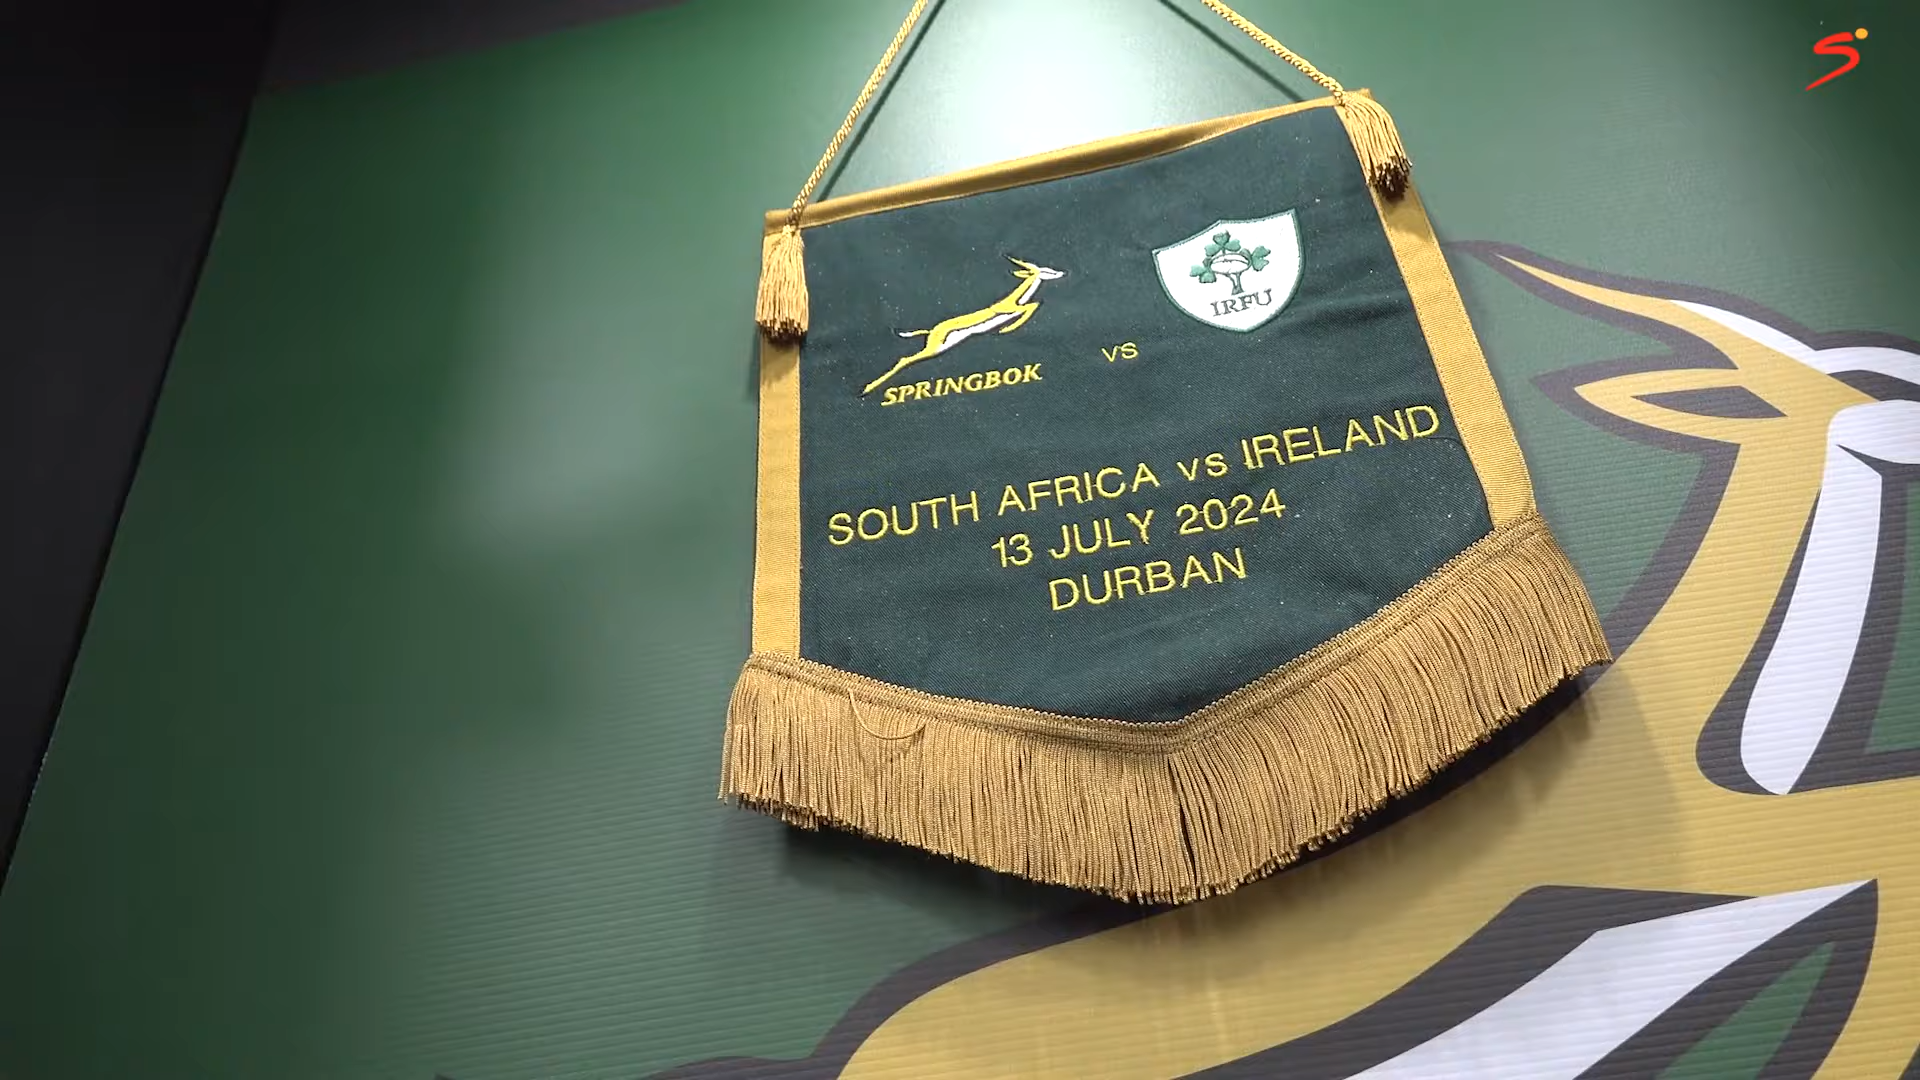 IRFU
SPRINGBOK
vs
SOUTH AFRICA vs IRELAND
13 JULY 2024
DURBAN